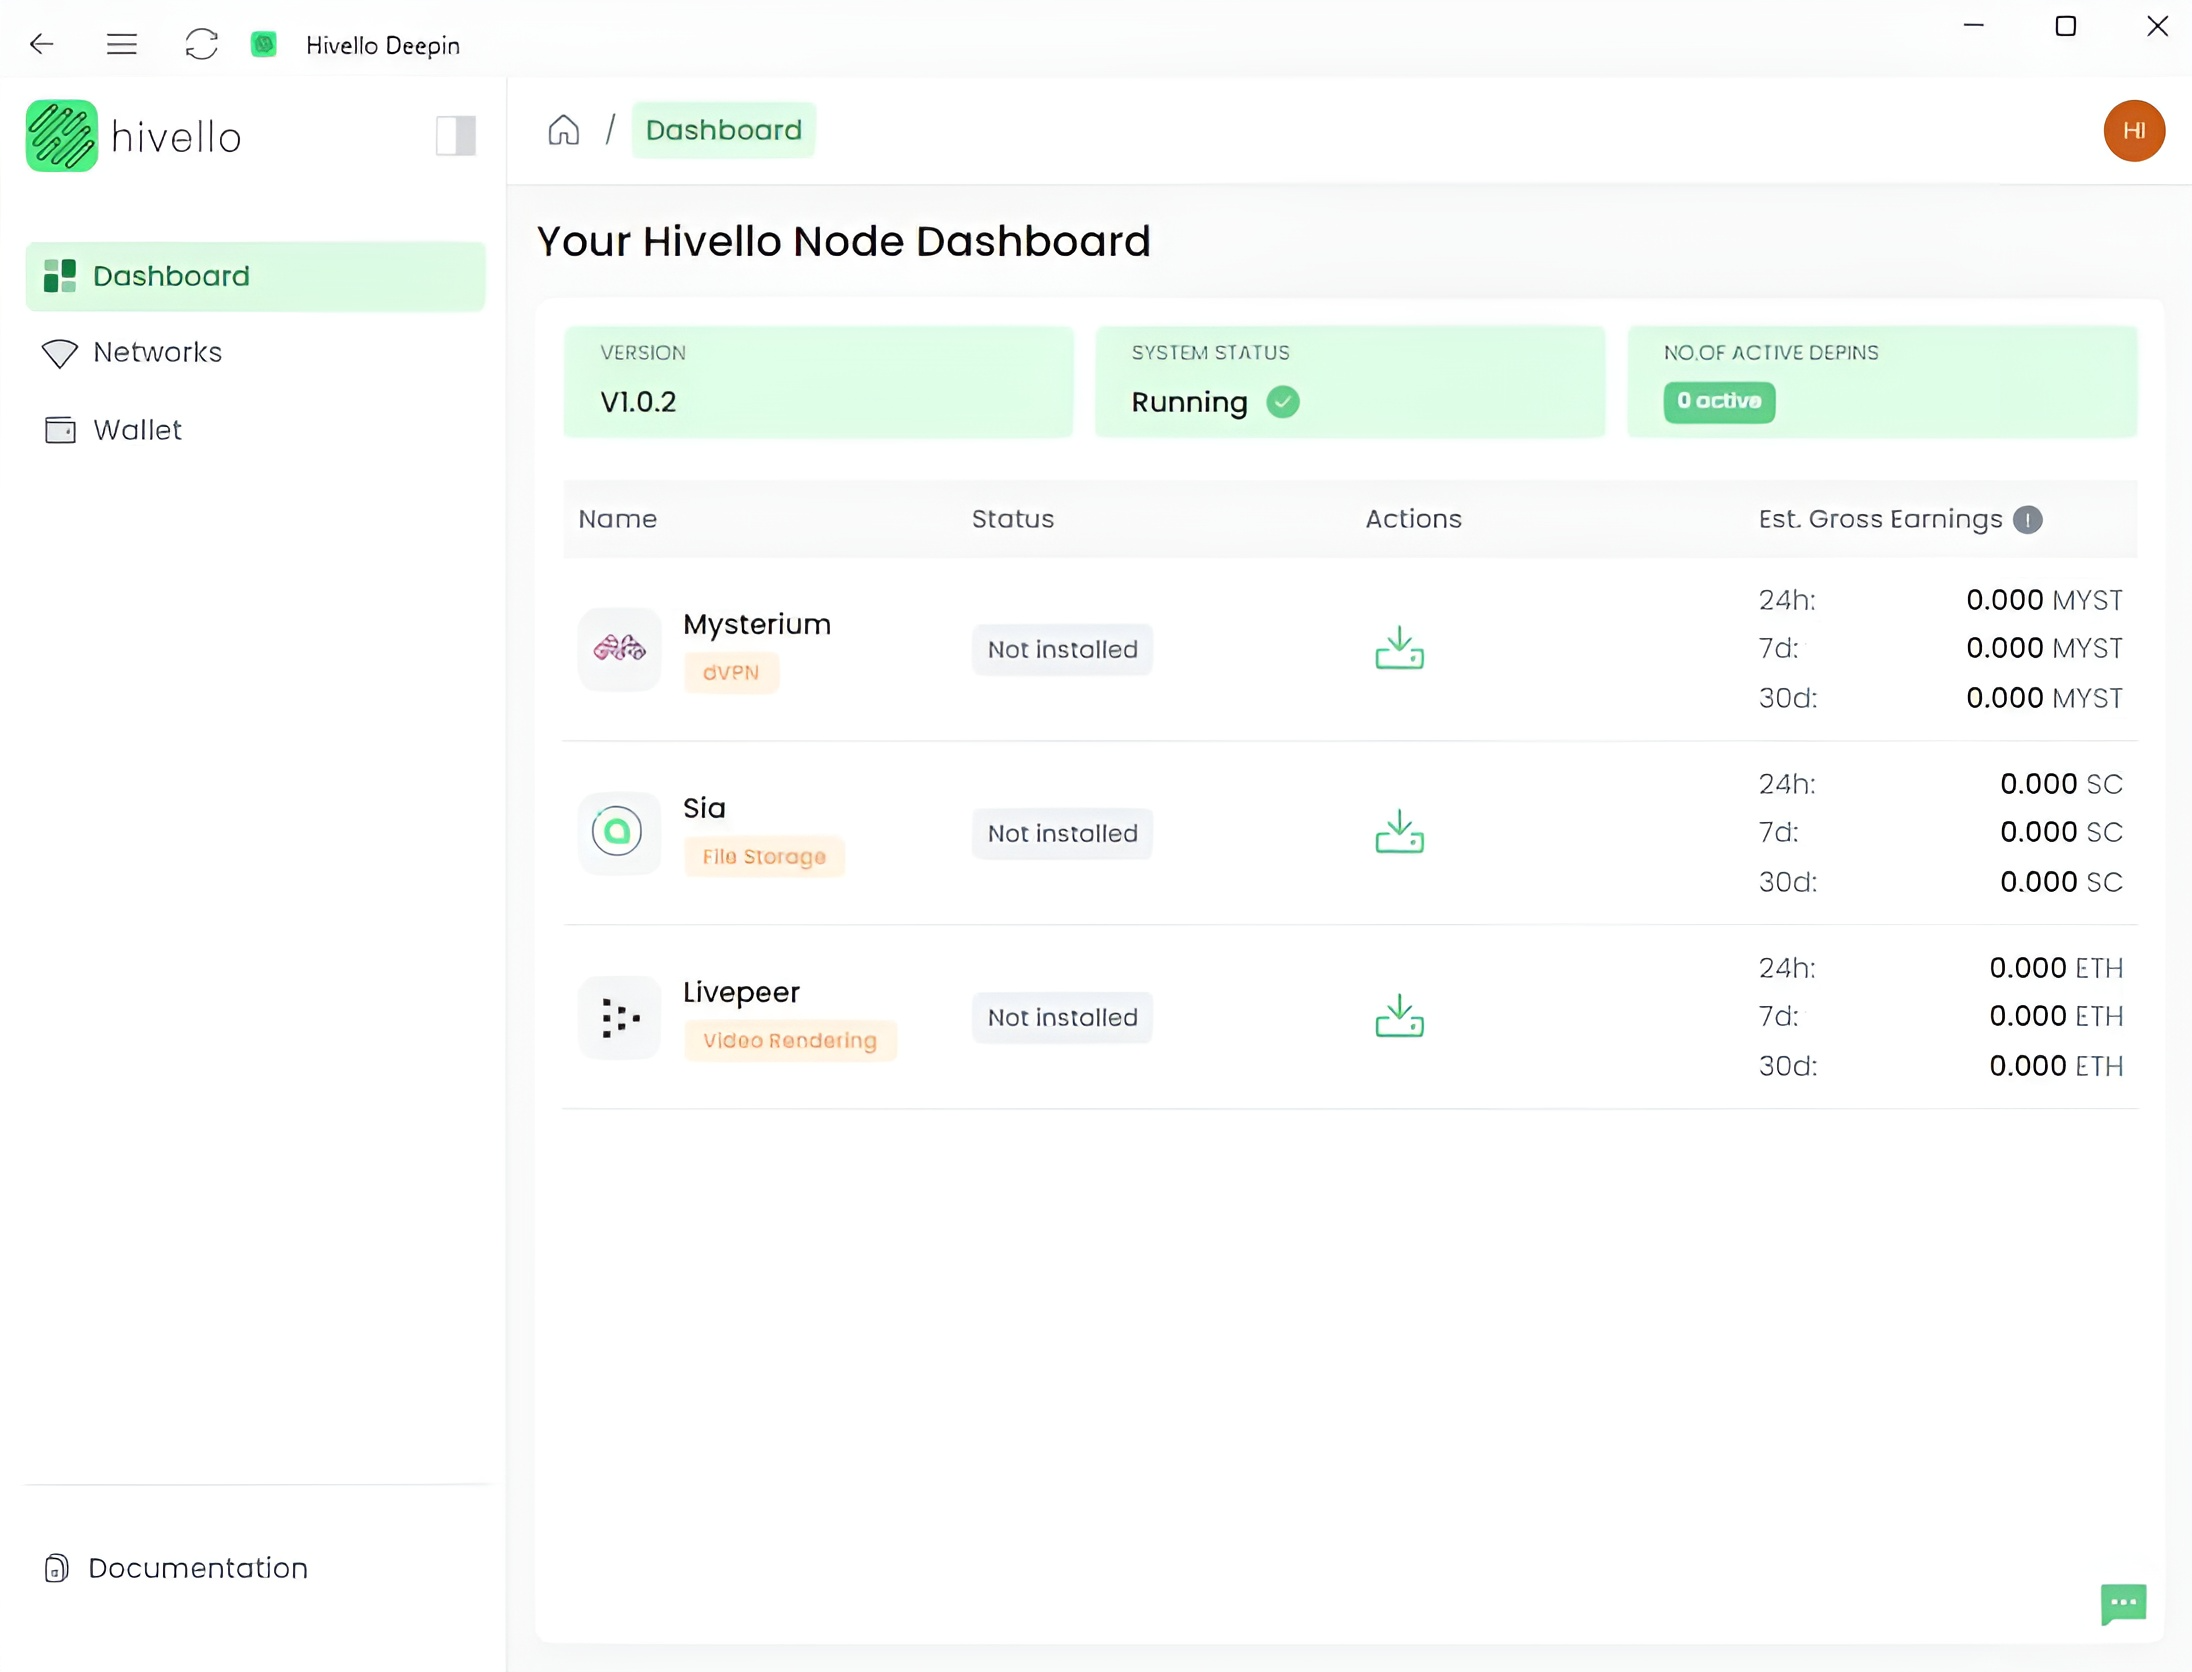 Hivello Deepin
hivello
Dashboard
Networks
Wallet
Documentation
/ Dashboard
HI
Your Hivello Node Dashboard
VERSION
V1.0.2
SYSTEM STATUS
Running
NO.OF ACTIVE DEPINS
0 active
Name Status Actions Est. Gross Earnings
Mysterium
dVPN
Not installed
24h: 0.000 MYST
7d: 0.000 MYST
30d: 0.000 MYST
Sia
File Storage
Not installed
24h: 0.000 SC
7d: 0.000 SC
30d: 0.000 SC
Livepeer
Video Rendering
Not installed
24h: 0.000 ETH
7d: 0.000 ETH
30d: 0.000 ETH